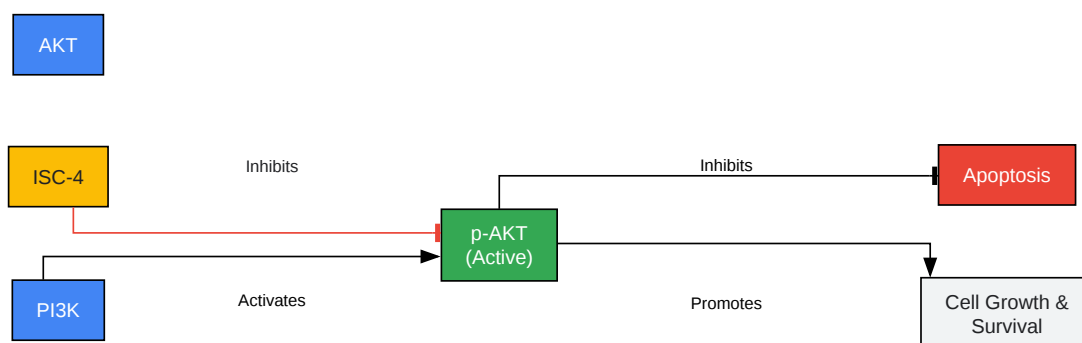 AKT
ISC-4
Inhibits
Inhibits
Apoptosis
p-AKT
(Active)
PI3K
Activates
Promotes
Cell Growth &
Survival